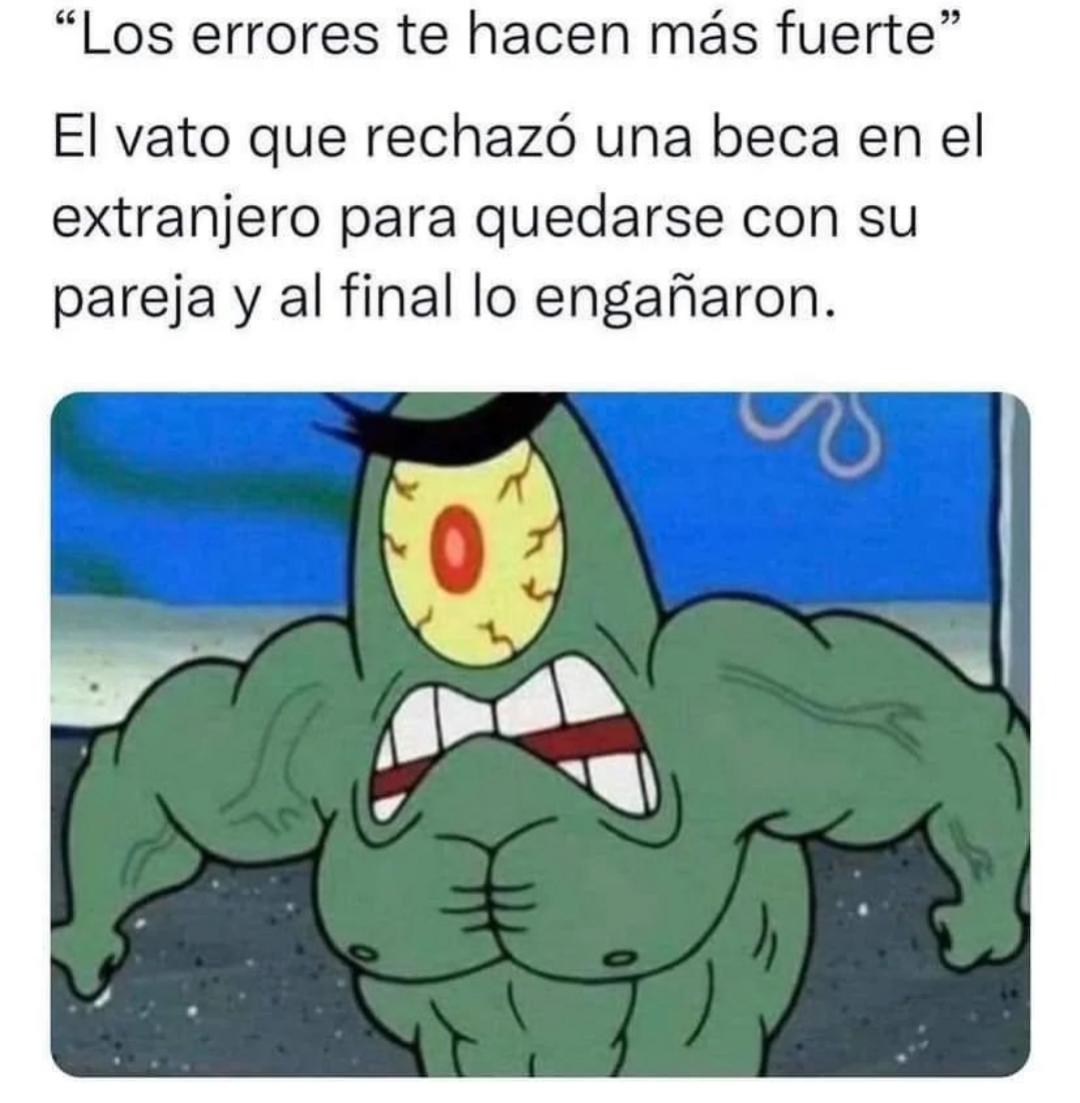 “Los errores te hacen más fuerte”
El vato que rechazó una beca en el
extranjero para quedarse con su
pareja y al final lo engañaron.